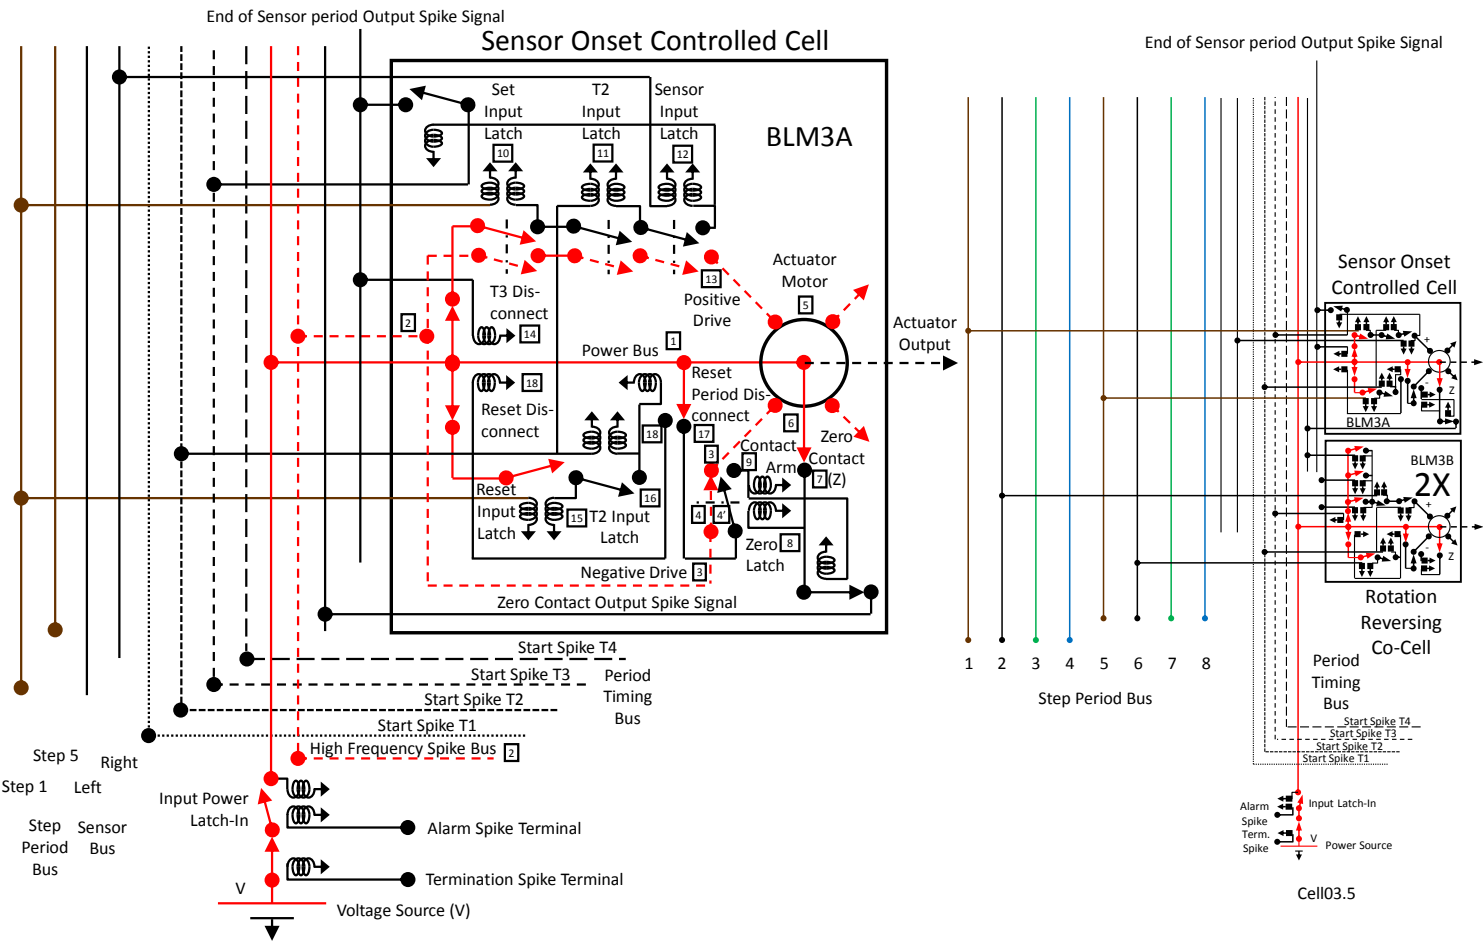 End of Sensor period Output Spike Signal
Sensor Onset Controlled Cell
Set
Input
Latch
10
T2
Input
Latch
11
Sensor
Input
Latch
12
BLM3A
13
Positive
Drive
Actuator
Motor
5
Actuator
Output
T3 Dis-
connect
14
2
Power Bus
1
18
Reset Dis-
connect
Reset
Period Dis-
connect
17
18
6
3
Contact
Arm
9
Zero
Contact
(Z)
7
Reset
Input
Latch
15
T2 Input
Latch
16
4
4'
Zero
Latch
8
Negative Drive
3
Zero Contact Output Spike Signal
Start Spike T4
Start Spike T3
Start Spike T2
Start Spike T1
Period
Timing
Bus
High Frequency Spike Bus
2
Step 5
Right
Step 1
Left
Step
Period
Bus
Sensor
Bus
Input Power
Latch-In
Alarm Spike Terminal
Termination Spike Terminal
V
Voltage Source (V)
End of Sensor period Output Spike Signal
Sensor Onset
Controlled Cell
+
-
Z
BLM3A
BLM3B
2X
+
-
Z
Rotation
Reversing
Co-Cell
1
2
3
4
5
6
7
8
Step Period Bus
Period
Timing
Bus
Start Spike T4
Start Spike T3
Start Spike T2
Start Spike T1
Alarm
Spike
Input Latch-In
Term.
Spike
V
Power Source
Cell03.5